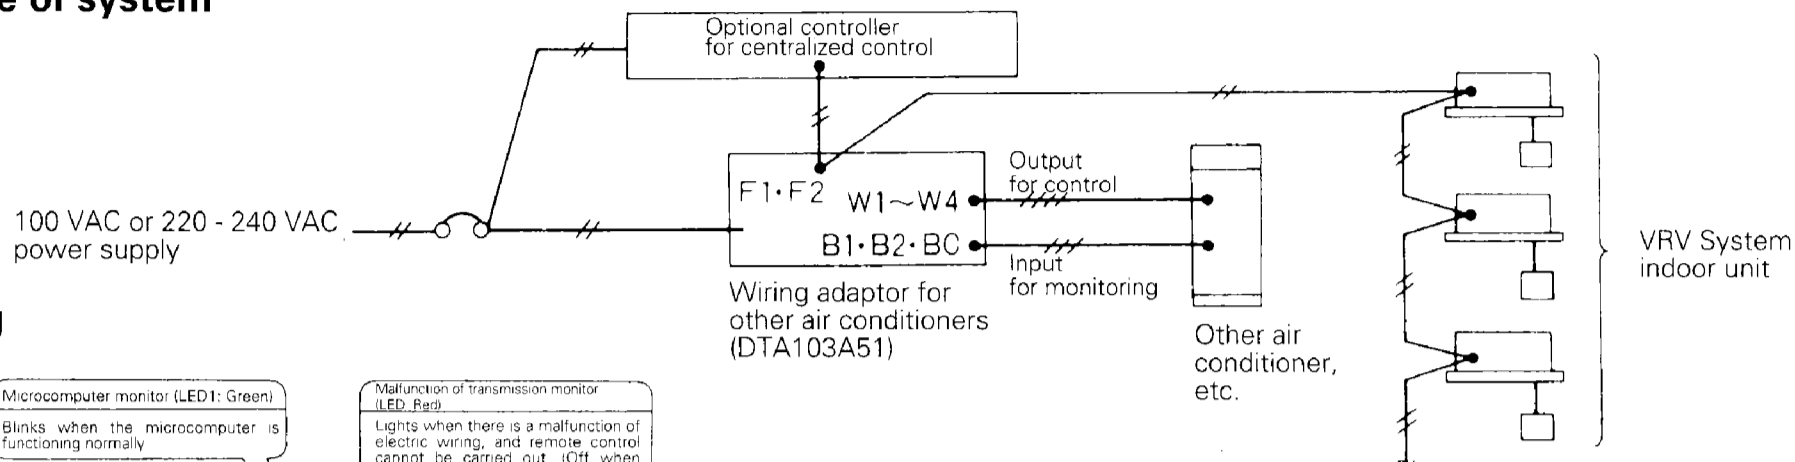 e of system
Optional controller
for centralized control
100 VAC or 220 - 240 VAC
power supply
F1·F2
W1~W4
B1·B2·BC
Output
for control
Input
for monitoring
Wiring adaptor for
other air conditioners
(DTA103A51)
Other air
conditioner,
etc.
VRV System
indoor unit
Microcomputer monitor (LED1: Green)
Blinks when the microcomputer is
functioning normally
Malfunction of transmission monitor
(LED Red)
Lights when there is a malfunction of
electric wiring, and remote control
cannot be carried out (Off when